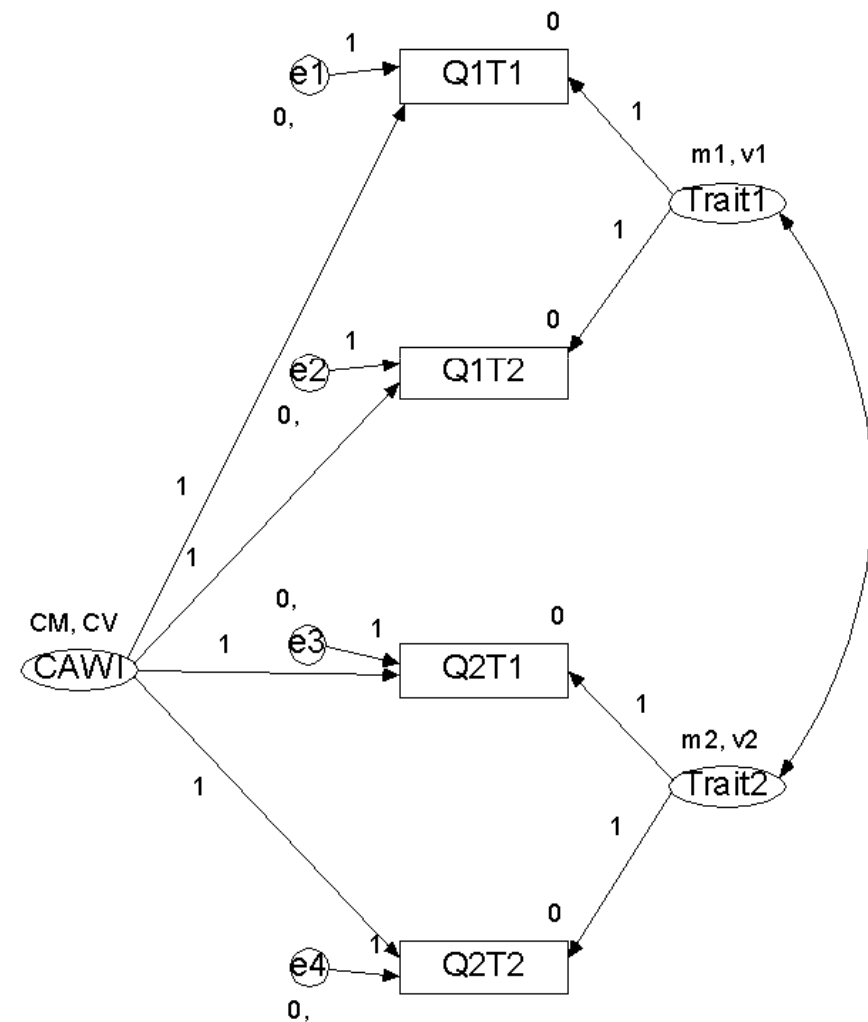 0
1
e1
Q1T1
0,
1
m1, v1
Trait1
1
0
1
e2
Q1T2
0,
1
1
0,
CM, CV
1
1
0
e3
CAWI
Q2T1
1
m2, v2
Trait2
1
1
0
1
e4
Q2T2
0,